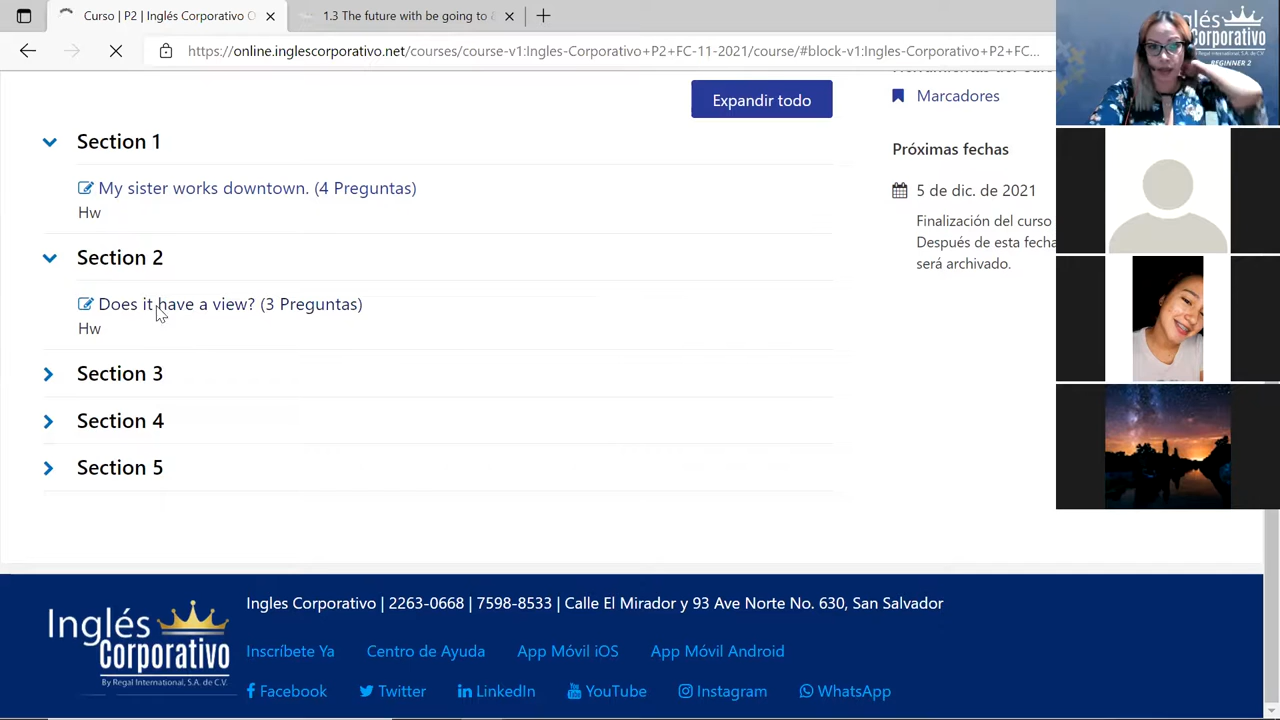 Curso | P2 | Inglés Corporativo O
1.3 The future with be going to &
https://online.inglescorporativo.net/courses/course-v1:Ingles-Corporativo+P2+FC-11-2021/course/#block-v1:Ingles-Corporativo+P2+FC...
Expandir todo
Marcadores
Section 1
My sister works downtown. (4 Preguntas)
Hw
Section 2
Does it have a view? (3 Preguntas)
Hw
Section 3
Section 4
Section 5
Próximas fechas
5 de dic. de 2021
Finalización del curso
Después de esta fecha
será archivado.
Inglés
Corporativo
By Regal International, S.A. de C.V.
Ingles Corporativo | 2263-0668 | 7598-8533 | Calle El Mirador y 93 Ave Norte No. 630, San Salvador
Inscríbete Ya
Centro de Ayuda
App Móvil iOS
App Móvil Android
Facebook
Twitter
LinkedIn
YouTube
Instagram
WhatsApp
BEGINNER 2